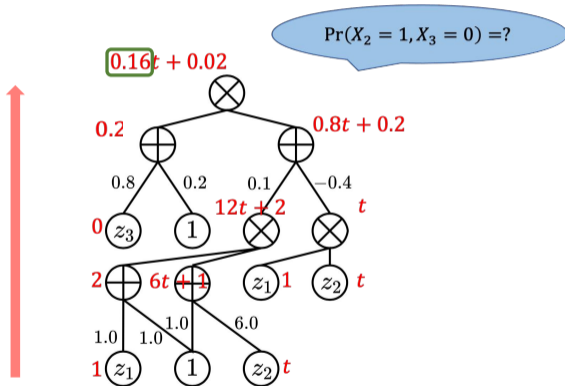 Pr(X₂ = 1, X₃ = 0) =?
0.16t + 0.02
0.2
0.8t + 0.2
0.8
0.2
0.1
−0.4
12t + 2
t
0
z₃
1
2
6t + 1
z₁
1
z₂
t
1.0
1.0
1.0
6.0
1
z₁
1
z₂
t